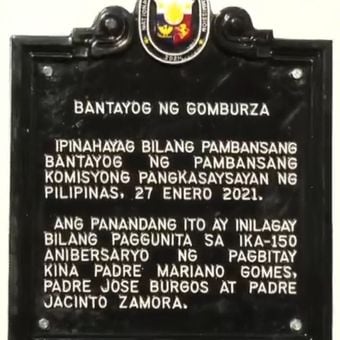 BANTAYOG NG GOMBURZA
IPINAHAYAG BILANG PAMBANSANG
BANTAYOG NG PAMBANSANG
KOMISYONG PANGKASAYSAYAN NG
PILIPINAS, 27 ENERO 2021.
ANG PANANDANG ITO AY INILAGAY
BILANG PAGGUNITA SA IKA-150
ANIBERSARYO NG PAGBITAY
KINA PADRE MARIANO GOMES,
PADRE JOSE BURGOS AT PADRE
JACINTO ZAMORA.